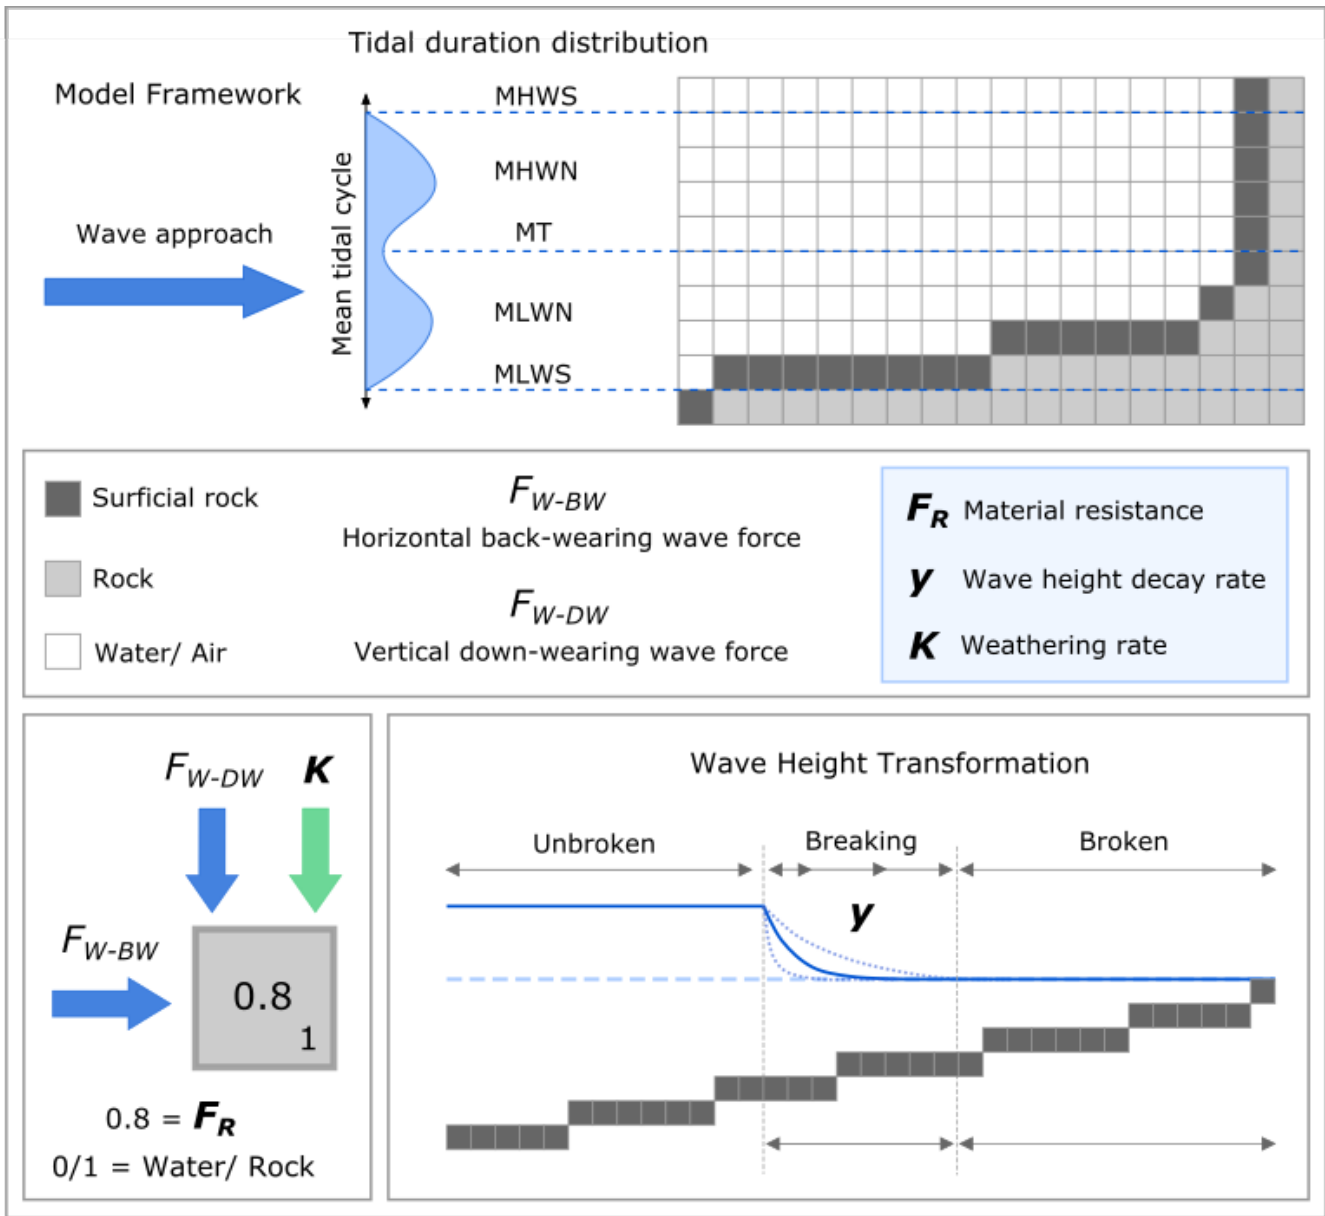 Tidal duration distribution
Model Framework
MHWS
MHWN
Mean tidal cycle
Wave approach
MT
MLWN
MLWS
Surficial rock
Rock
Water/ Air
F_W-BW
Horizontal back-wearing wave force
F_W-DW
Vertical down-wearing wave force
F_R Material resistance
y Wave height decay rate
K Weathering rate
F_W-DW K
F_W-BW
0.8
1
0.8 = F_R
0/1 = Water/ Rock
Wave Height Transformation
Unbroken Breaking Broken
y